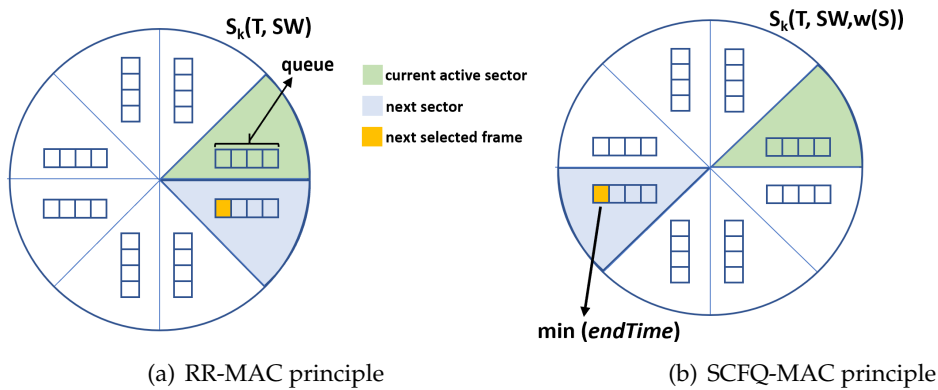 S_k(T, SW)
queue
current active sector
next sector
next selected frame
(a) RR-MAC principle
S_k(T, SW,w(S))
min (endTime)
(b) SCFQ-MAC principle